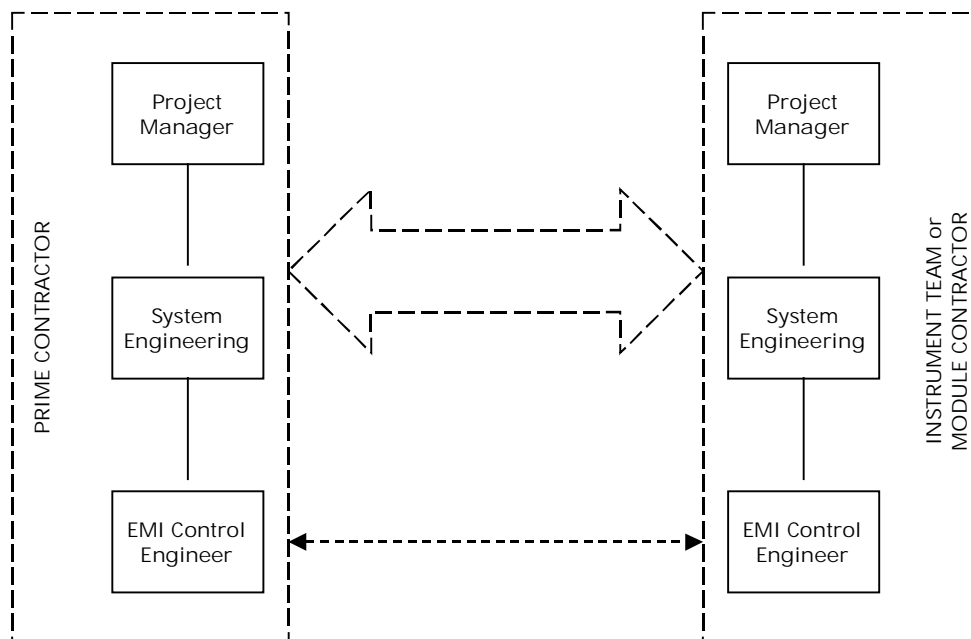 PRIME CONTRACTOR
Project
Manager
System
Engineering
EMI Control
Engineer
Project
Manager
System
Engineering
EMI Control
Engineer
INSTRUMENT TEAM or
MODULE CONTRACTOR